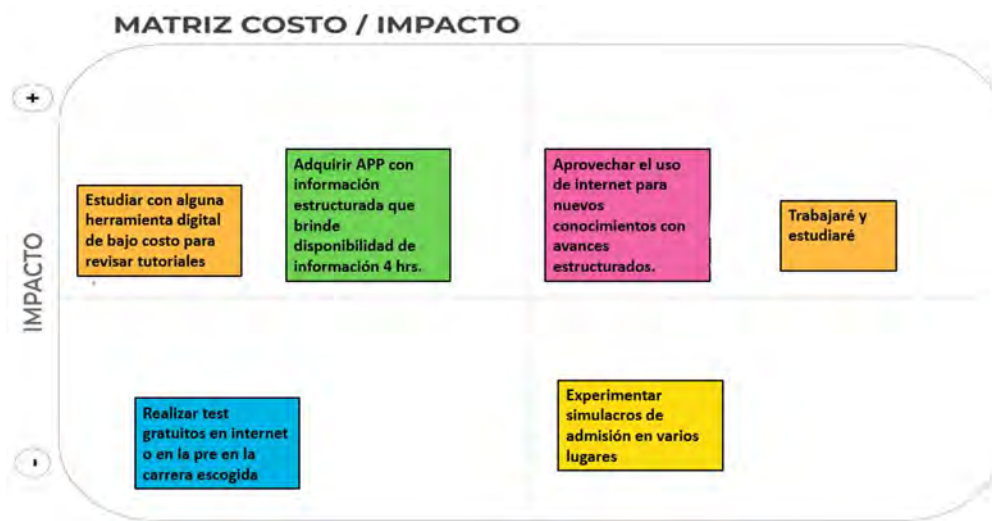 MATRIZ COSTO / IMPACTO
+
IMPACTO
-
Estudiar con alguna
herramienta digital
de bajo costo para
revisar tutoriales
Adquirir APP con
información
estructurada que
brinde
disponibilidad de
información 4 hrs.
Aprovechar el uso
de internet para
nuevos
conocimientos con
avances
estructurados.
Trabajaré y
estudiaré
Realizar test
gratuitos en internet
o en la pre en la
carrera escogida
Experimentar
simulacros de
admisión en varios
lugares